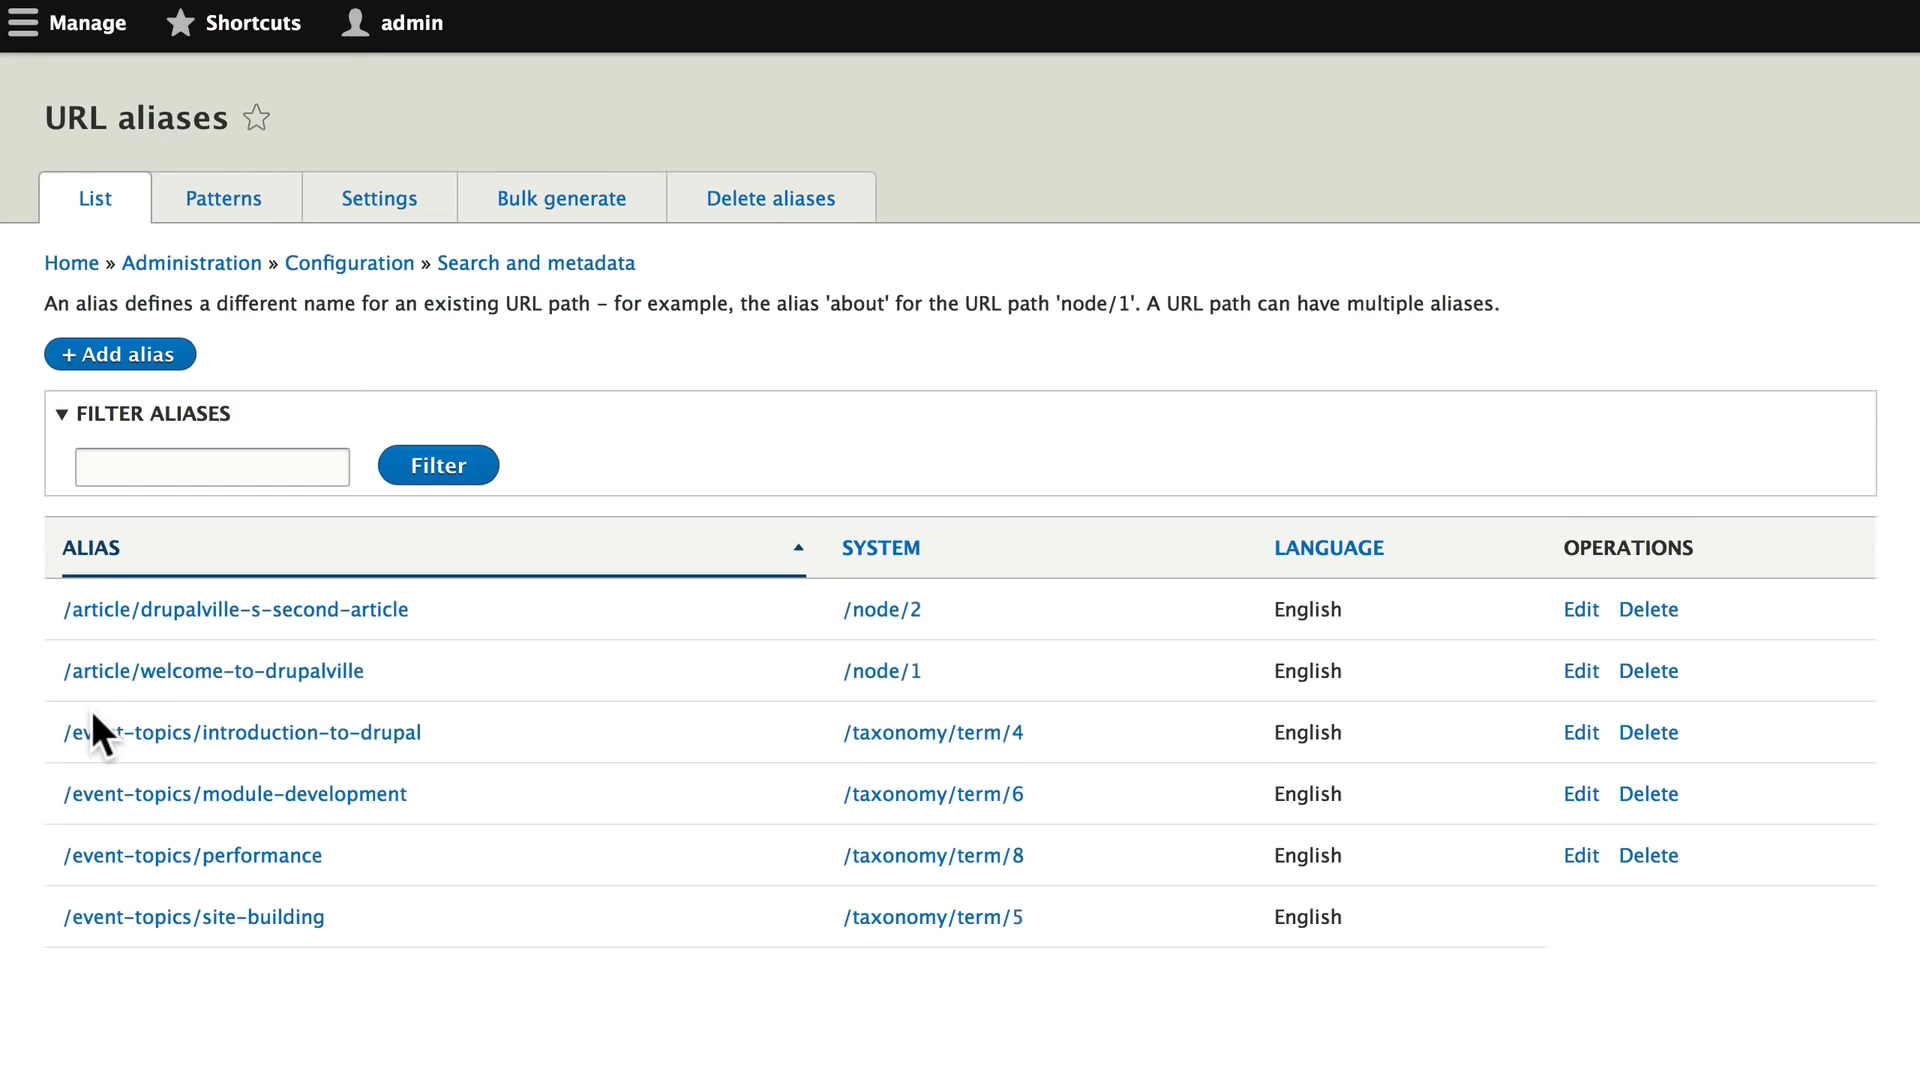 Manage Shortcuts admin
URL aliases
List Patterns Settings Bulk generate Delete aliases
Home » Administration » Configuration » Search and metadata
An alias defines a different name for an existing URL path – for example, the alias 'about' for the URL path 'node/1'. A URL path can have multiple aliases.
+ Add alias
▼ FILTER ALIASES
Filter
ALIAS ▲ SYSTEM LANGUAGE OPERATIONS
/article/drupalville-s-second-article /node/2 English Edit Delete
/article/welcome-to-drupalville /node/1 English Edit Delete
/event-topics/introduction-to-drupal /taxonomy/term/4 English Edit Delete
/event-topics/module-development /taxonomy/term/6 English Edit Delete
/event-topics/performance /taxonomy/term/8 English Edit Delete
/event-topics/site-building /taxonomy/term/5 English